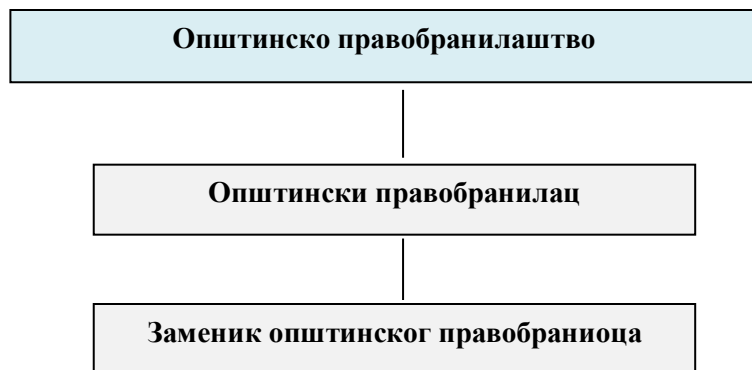 Општинско правобранилаштво
Општински правобранилац
Заменик општинског правобраниоца